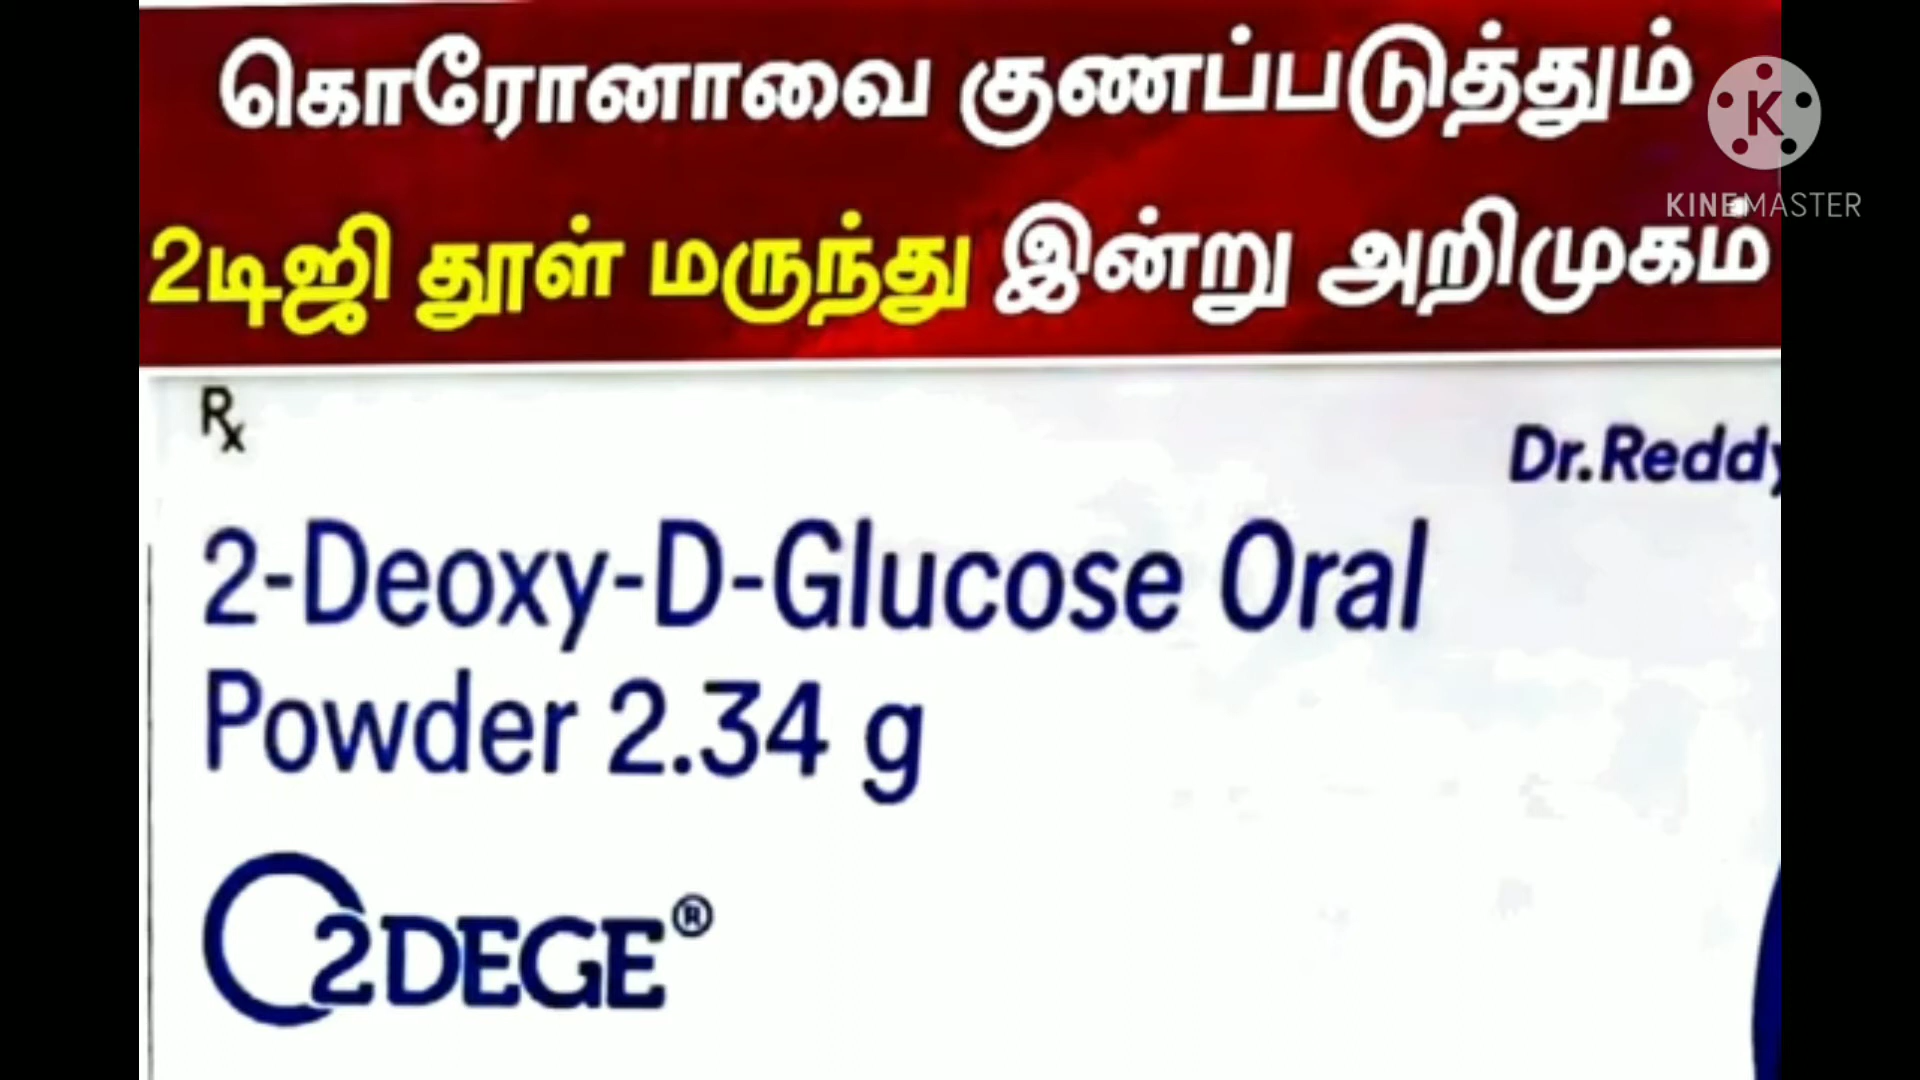 கொரோனாவை குணப்படுத்தும்
2டிஜி தூள் மருந்து இன்று அறிமுகம்
K
KINEMASTER
Rx
Dr.Reddy
2-Deoxy-D-Glucose Oral
Powder 2.34 g
2DEGE®